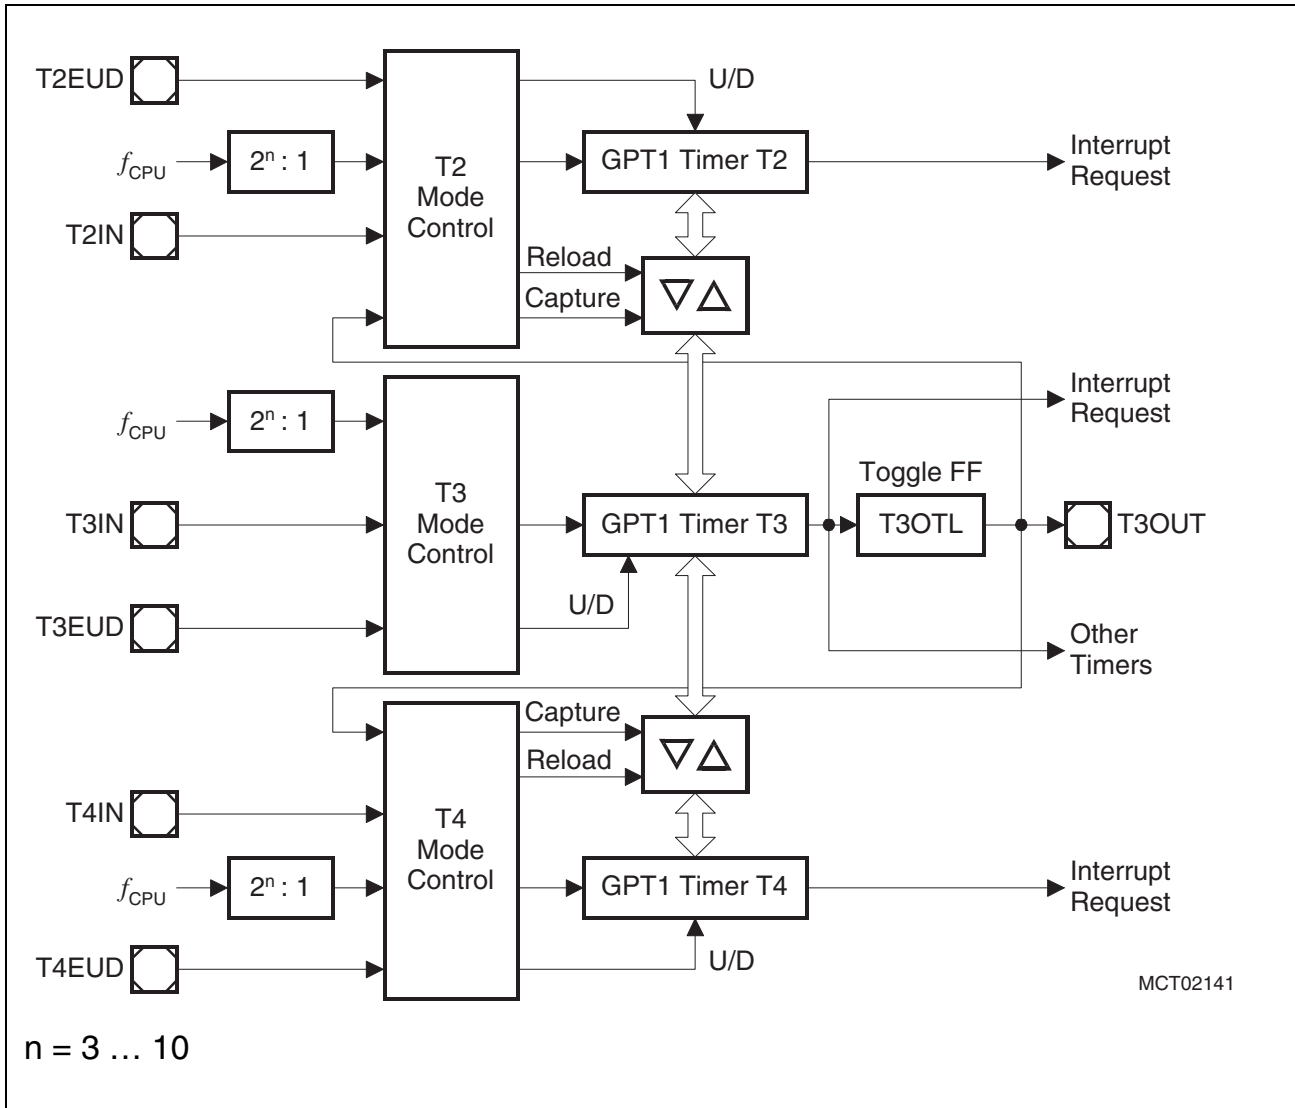 T2EUD
U/D
fCPU
2ⁿ : 1
T2
Mode
Control
GPT1 Timer T2
Interrupt
Request
T2IN
Reload
Capture
fCPU
2ⁿ : 1
Interrupt
Request
T3IN
T3
Mode
Control
GPT1 Timer T3
Toggle FF
T3OTL
T3OUT
T3EUD
U/D
Other
Timers
Capture
Reload
T4IN
T4
Mode
Control
fCPU
2ⁿ : 1
GPT1 Timer T4
Interrupt
Request
T4EUD
U/D
MCT02141
n = 3 … 10